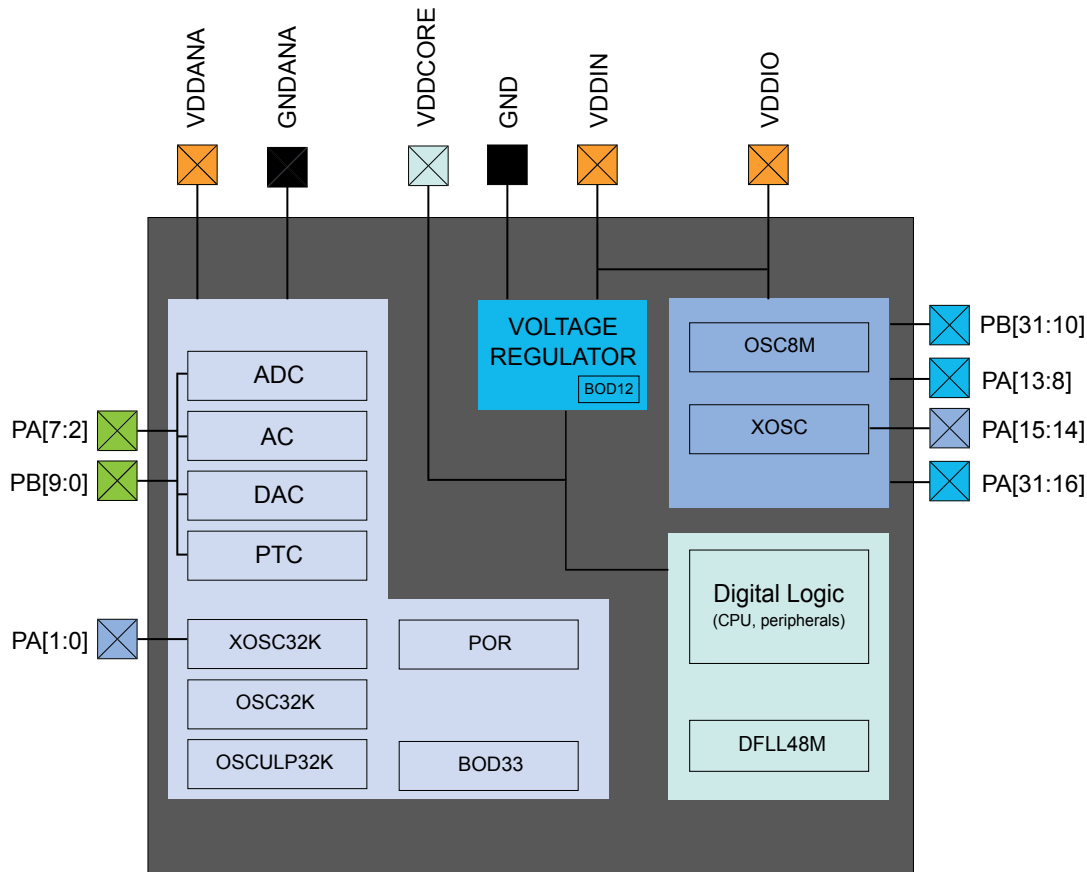 VDDANA
GNDANA
VDDCORE
GND
VDDIN
VDDIO
VOLTAGE
REGULATOR
BOD12
OSC8M
XOSC
PB[31:10]
PA[13:8]
PA[15:14]
PA[31:16]
ADC
AC
DAC
PTC
PA[7:2]
PB[9:0]
PA[1:0]
XOSC32K
OSC32K
OSCULP32K
POR
BOD33
Digital Logic
(CPU, peripherals)
DFLL48M